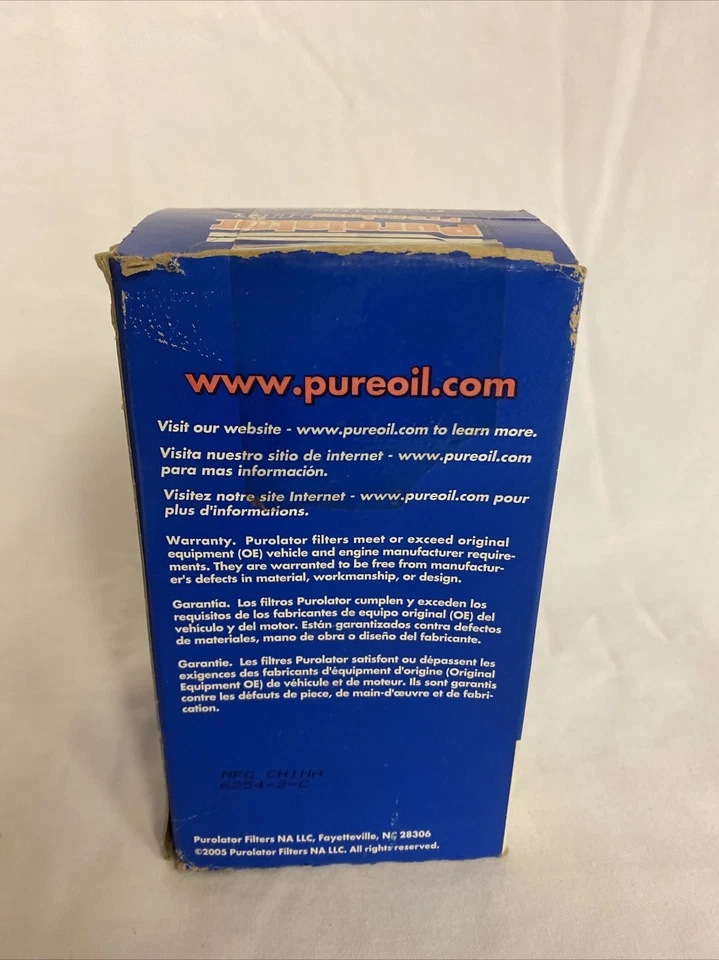 Purolator
www.pureoil.com
Visit our website - www.pureoil.com to learn more.
Visita nuestro sitio de internet - www.pureoil.com
para mas información.
Visitez notre site Internet - www.pureoil.com pour
plus d'informations.
Warranty. Purolator filters meet or exceed original
equipment (OE) vehicle and engine manufacturer require-
ments. They are warranted to be free from manufactur-
er's defects in material, workmanship, or design.
Garantia. Los filtros Purolator cumplen y exceden los
requisitos de los fabricantes de equipo original (OE) del
vehículo y del motor. Están garantizados contra defectos
de materiales, mano de obra o diseño del fabricante.
Garantie. Les filtres Purolator satisfont ou dépassent les
exigences des fabricants d'équipement d'origine (Original
Equipment OE) de véhicule et de moteur. Ils sont garantis
contre les défauts de piece, de main-d'œuvre et de fabri-
cation.
MFG CHINA
6254-2-C
Purolator Filters NA LLC, Fayetteville, NC 28306
©2005 Purolator Filters NA LLC. All rights reserved.